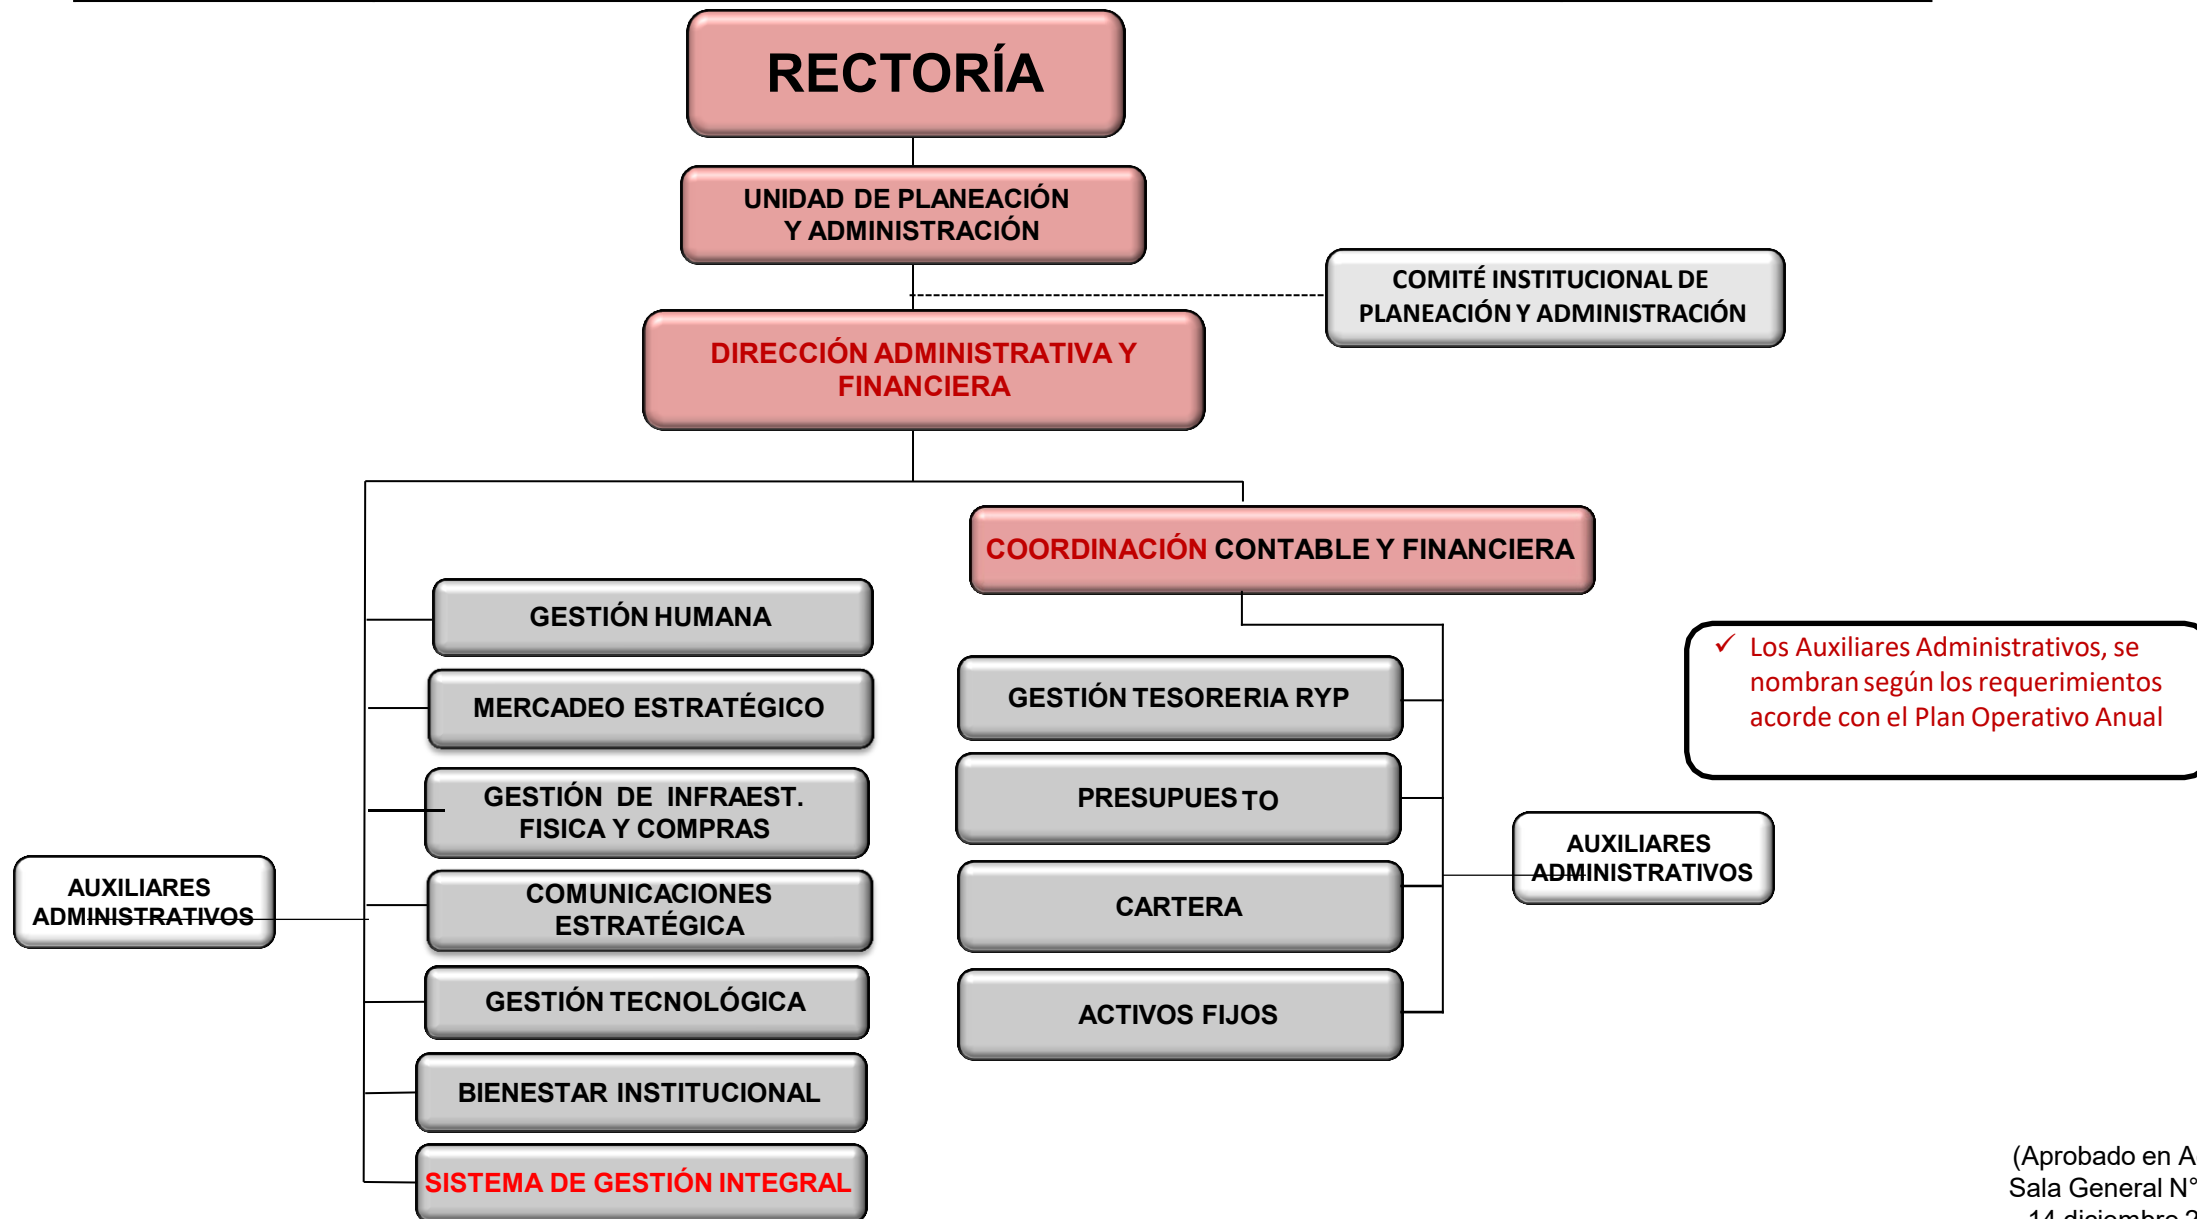 RECTORÍA
UNIDAD DE PLANEACIÓN
Y ADMINISTRACIÓN
COMITÉ INSTITUCIONAL DE
PLANEACIÓN Y ADMINISTRACIÓN
DIRECCIÓN ADMINISTRATIVA Y
FINANCIERA
COORDINACIÓN CONTABLE Y FINANCIERA
GESTIÓN HUMANA
MERCADEO ESTRATÉGICO
GESTIÓN DE INFRAEST.
FISICA Y COMPRAS
COMUNICACIONES
ESTRATÉGICA
GESTIÓN TECNOLÓGICA
BIENESTAR INSTITUCIONAL
SISTEMA DE GESTIÓN INTEGRAL
AUXILIARES
ADMINISTRATIVOS
GESTIÓN TESORERIA RYP
PRESUPUESTO
CARTERA
ACTIVOS FIJOS
AUXILIARES
ADMINISTRATIVOS
✓ Los Auxiliares Administrativos, se
nombran según los requerimientos
acorde con el Plan Operativo Anual
(Aprobado en
Sala General N°
14 diciembre